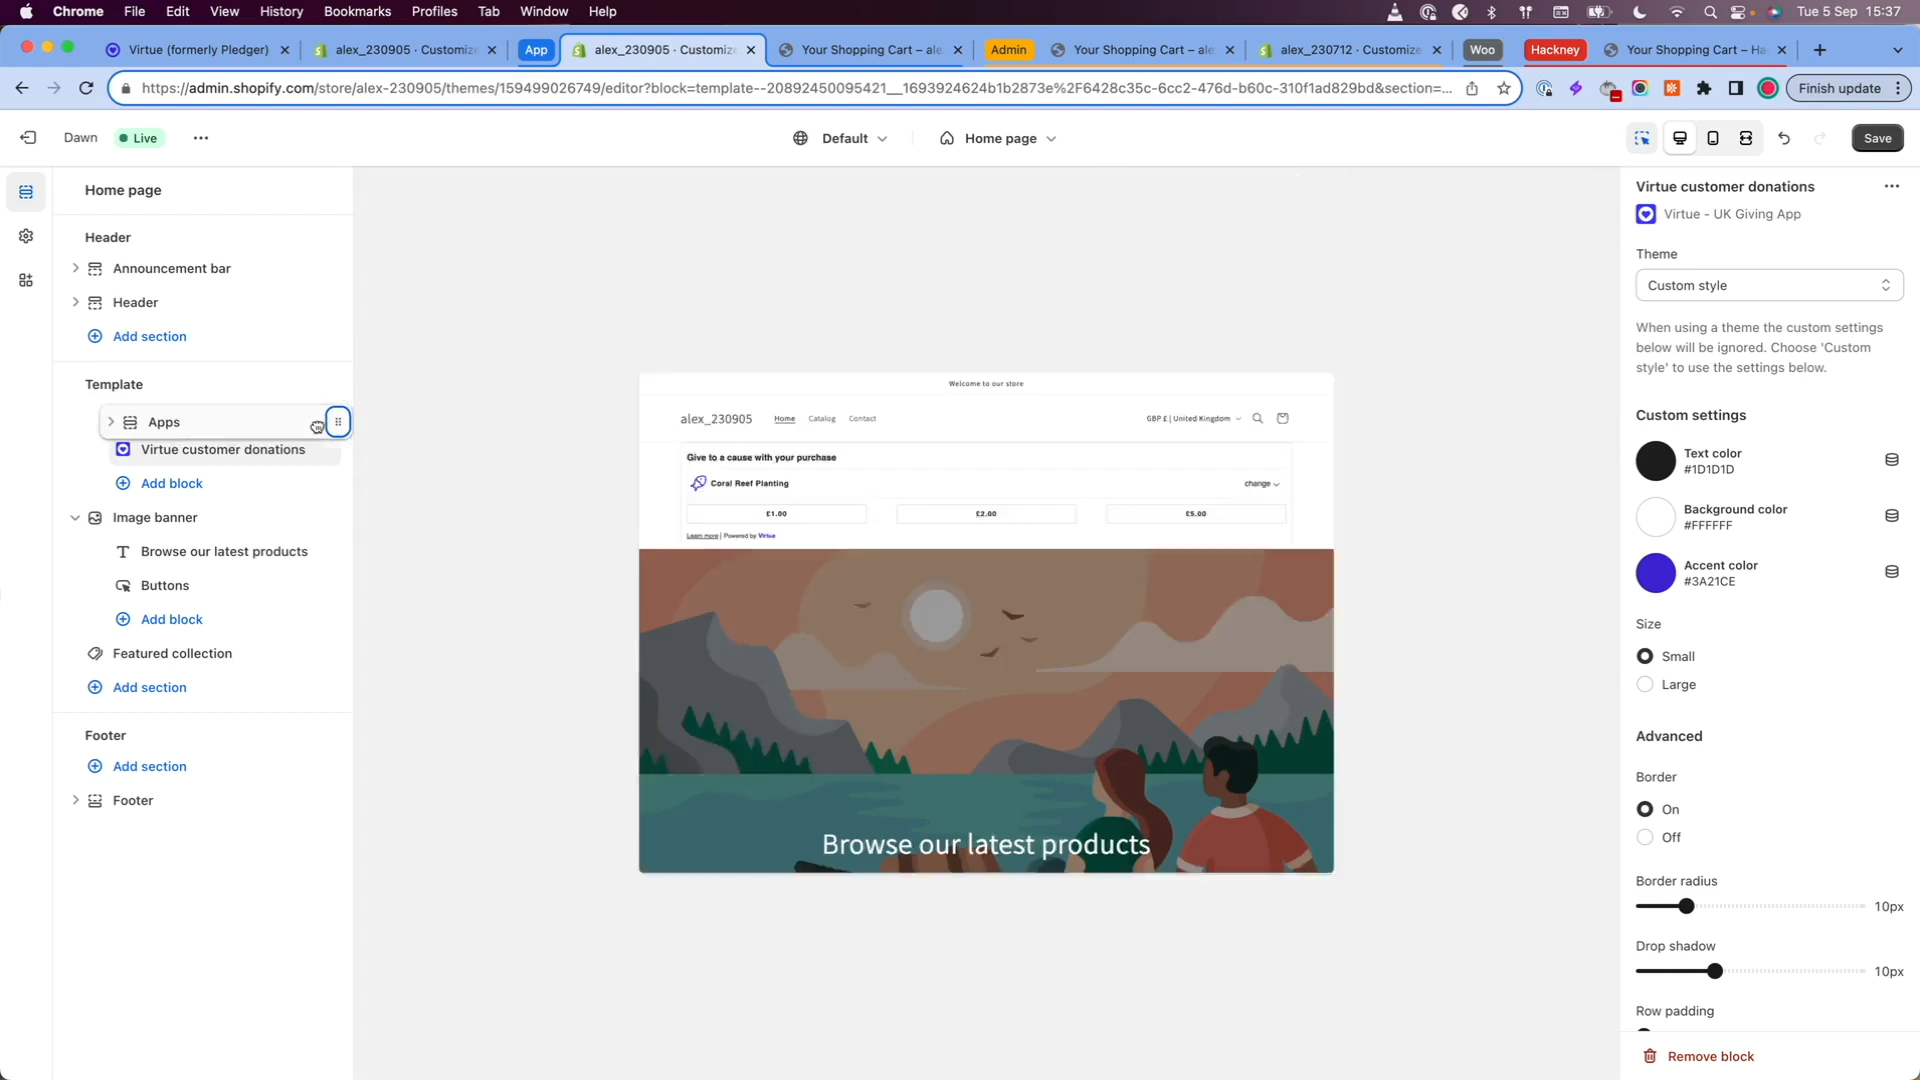 Chrome File Edit View History Bookmarks Profiles Tab Window Help Tue 5 Sep 15:37
Virtue (formerly Pledger) alex_230905 · Customize App alex_230905 · Customize Your Shopping Cart – ale Admin Your Shopping Cart – ale alex_230712 · Customize Woo Hackney Your Shopping Cart – Ha
https://admin.shopify.com/store/alex-230905/themes/159499026749/editor?block=template--20892450095421__1693924624b1b2873e%2F6428c35c-6cc2-476d-b60c-310f1ad829bd&section=... Finish update
Dawn Live Default Home page Save
Home page
Header
Announcement bar
Header
Add section
Template
Apps
Virtue customer donations
Add block
Image banner
Browse our latest products
Buttons
Add block
Featured collection
Add section
Footer
Add section
Footer
Welcome to our store
alex_230905 Home Catalog Contact GBP £ | United Kingdom
Give to a cause with your purchase
Coral Reef Planting change
£1.00 £2.00 £5.00
Learn more | Powered by Virtue
Browse our latest products
Virtue customer donations
Virtue - UK Giving App
Theme
Custom style
When using a theme the custom settings
below will be ignored. Choose 'Custom
style' to use the settings below.
Custom settings
Text color
#1D1D1D
Background color
#FFFFFF
Accent color
#3A21CE
Size
Small
Large
Advanced
Border
On
Off
Border radius
10px
Drop shadow
10px
Row padding
Remove block